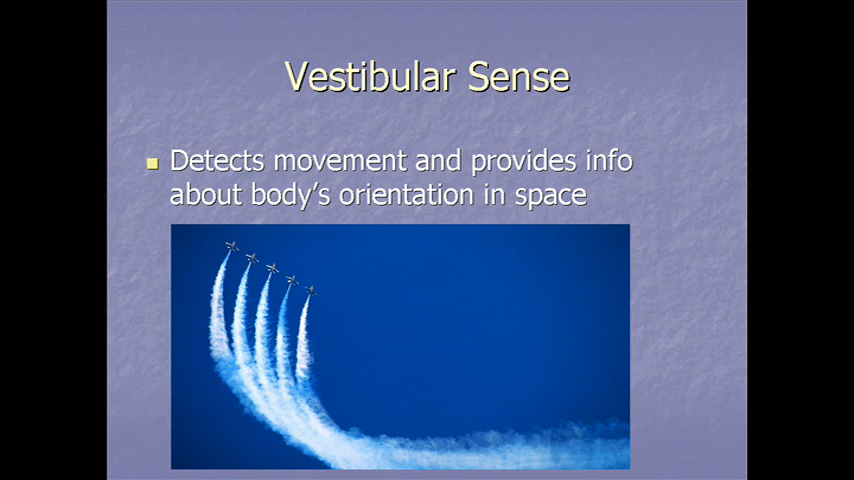 Vestibular Sense
Detects movement and provides info
about body's orientation in space